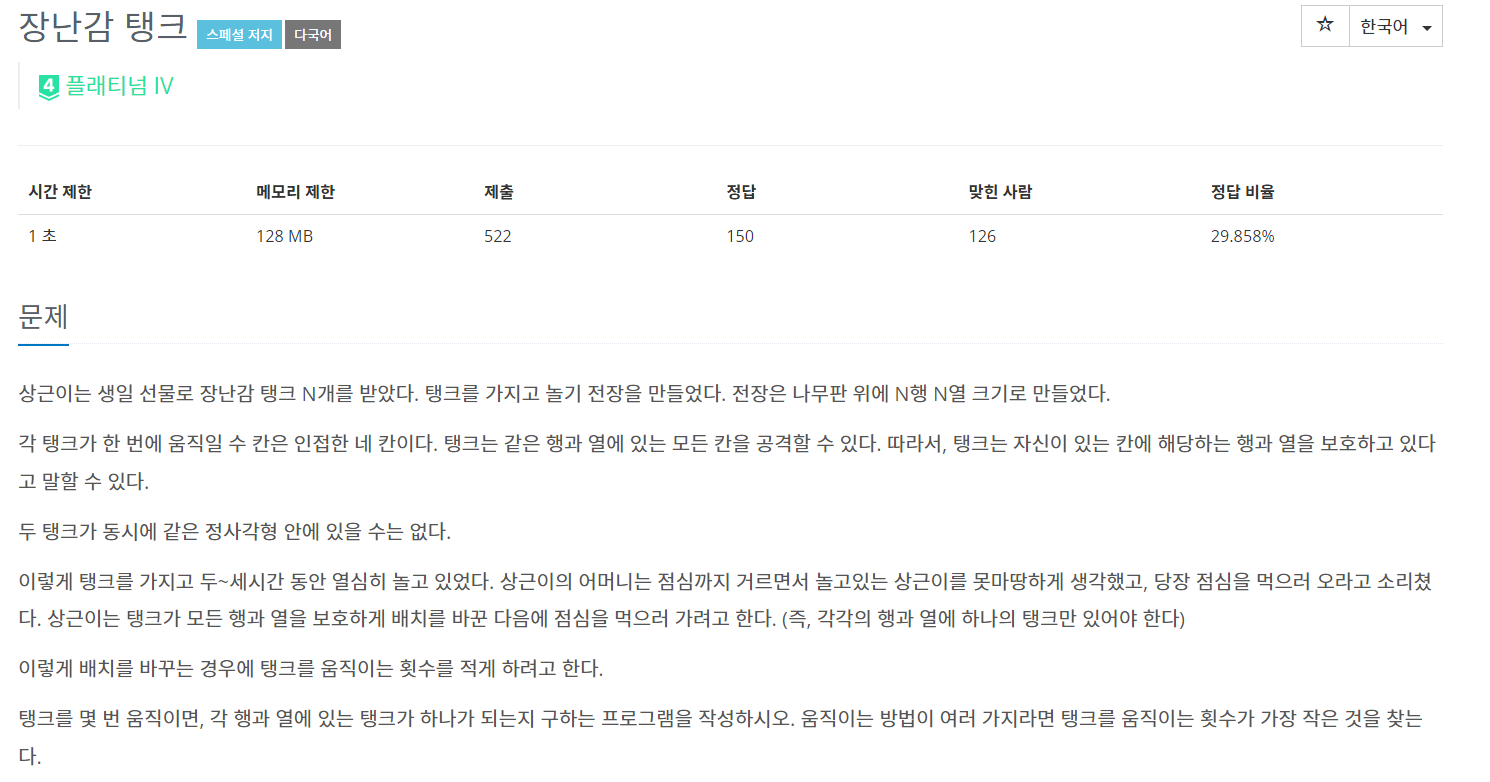 장난감 탱크 스페셜 저지 다국어
☆ 한국어
4 플래티넘 IV
시간 제한 메모리 제한 제출 정답 맞힌 사람 정답 비율
1 초 128 MB 522 150 126 29.858%
문제
상근이는 생일 선물로 장난감 탱크 N개를 받았다. 탱크를 가지고 놀기 전장을 만들었다. 전장은 나무판 위에 N행 N열 크기로 만들었다.
각 탱크가 한 번에 움직일 수 칸은 인접한 네 칸이다. 탱크는 같은 행과 열에 있는 모든 칸을 공격할 수 있다. 따라서, 탱크는 자신이 있는 칸에 해당하는 행과 열을 보호하고 있다
고 말할 수 있다.
두 탱크가 동시에 같은 정사각형 안에 있을 수는 없다.
이렇게 탱크를 가지고 두~세시간 동안 열심히 놀고 있었다. 상근이의 어머니는 점심까지 거르면서 놀고있는 상근이를 못마땅하게 생각했고, 당장 점심을 먹으러 오라고 소리쳤
다. 상근이는 탱크가 모든 행과 열을 보호하게 배치를 바꾼 다음에 점심을 먹으러 가려고 한다. (즉, 각각의 행과 열에 하나의 탱크만 있어야 한다)
이렇게 배치를 바꾸는 경우에 탱크를 움직이는 횟수를 적게 하려고 한다.
탱크를 몇 번 움직이면, 각 행과 열에 있는 탱크가 하나가 되는지 구하는 프로그램을 작성하시오. 움직이는 방법이 여러 가지라면 탱크를 움직이는 횟수가 가장 작은 것을 찾는
다.